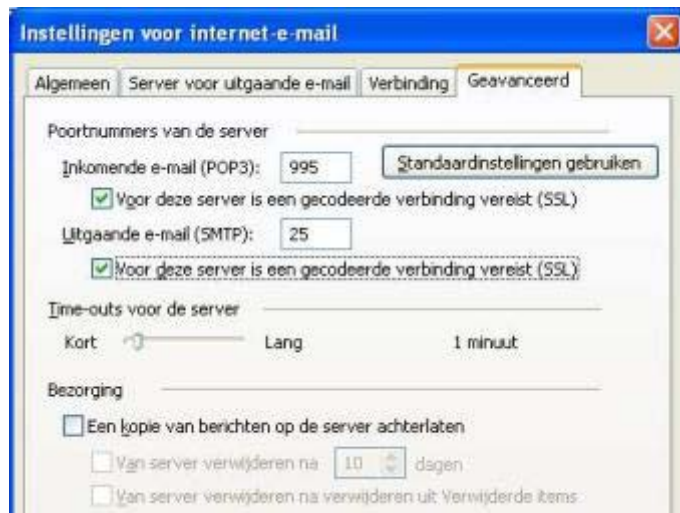 Instellingen voor internet-e-mail
Algemeen Server voor uitgaande e-mail Verbinding Geavanceerd
Poortnummers van de server
Inkomende e-mail (POP3): 995 Standaardinstellingen gebruiken
Voor deze server is een gecodeerde verbinding vereist (SSL)
Uitgaande e-mail (SMTP): 25
Voor deze server is een gecodeerde verbinding vereist (SSL)
Time-outs voor de server
Kort Lang 1 minuut
Bezorging
Een kopie van berichten op de server achterlaten
Van server verwijderen na 10 dagen
Van server verwijderen na verwijderen uit Verwijderde items